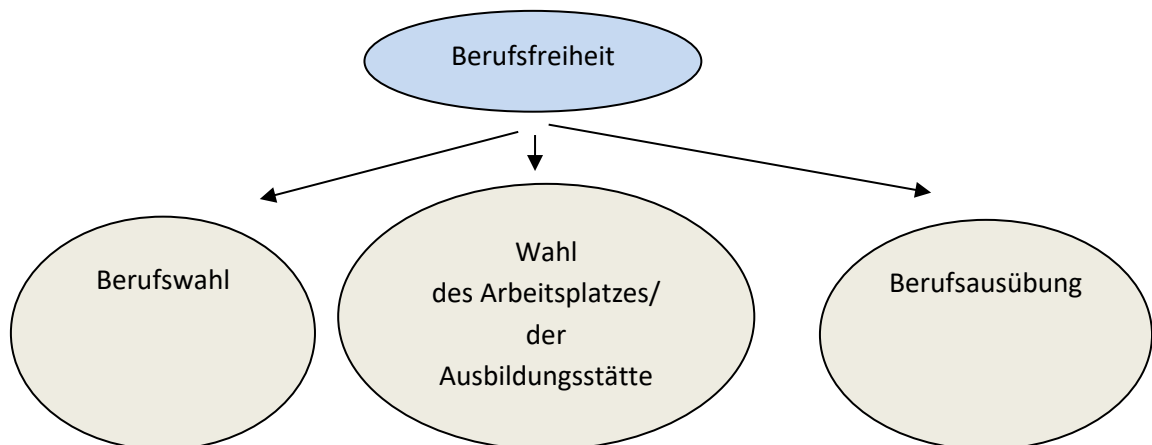 Berufsfreiheit
Berufswahl
Wahl
des Arbeitsplatzes/
der
Ausbildungsstätte
Berufsausübung